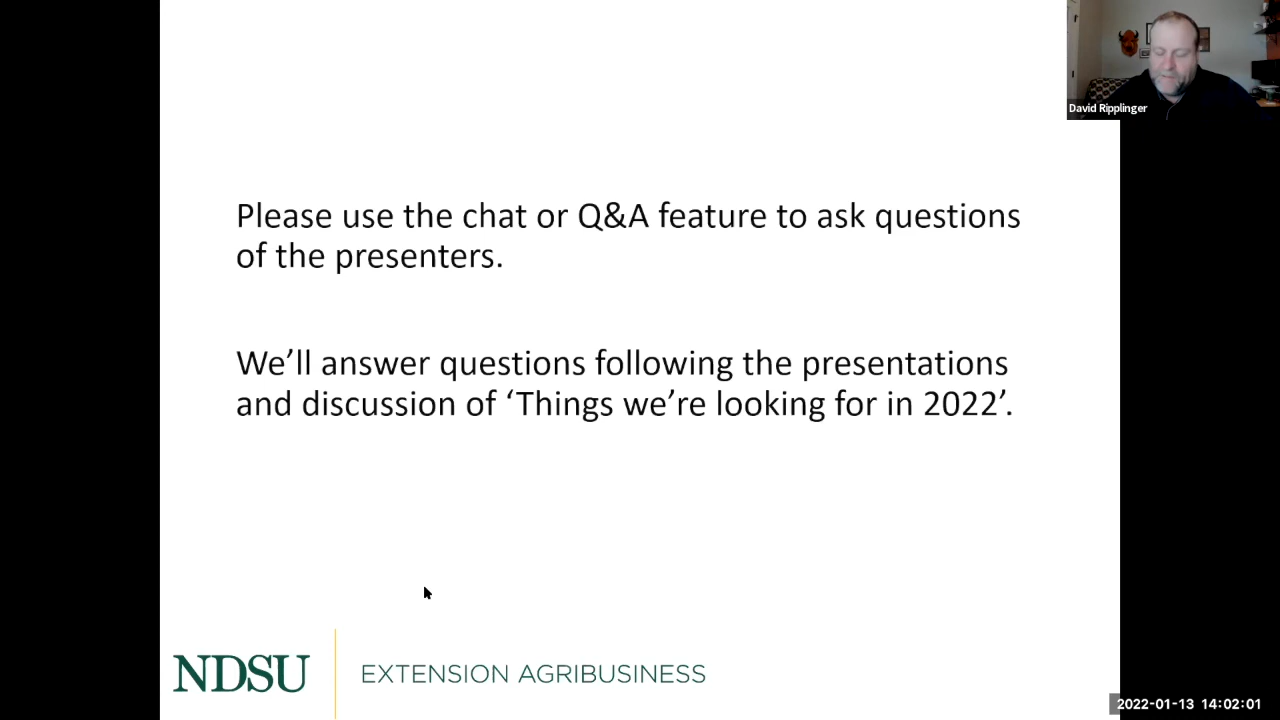 David Ripplinger
Please use the chat or Q&A feature to ask questions
of the presenters.
We’ll answer questions following the presentations
and discussion of ‘Things we’re looking for in 2022’.
NDSU
EXTENSION AGRIBUSINESS
2022-01-13 14:02:01